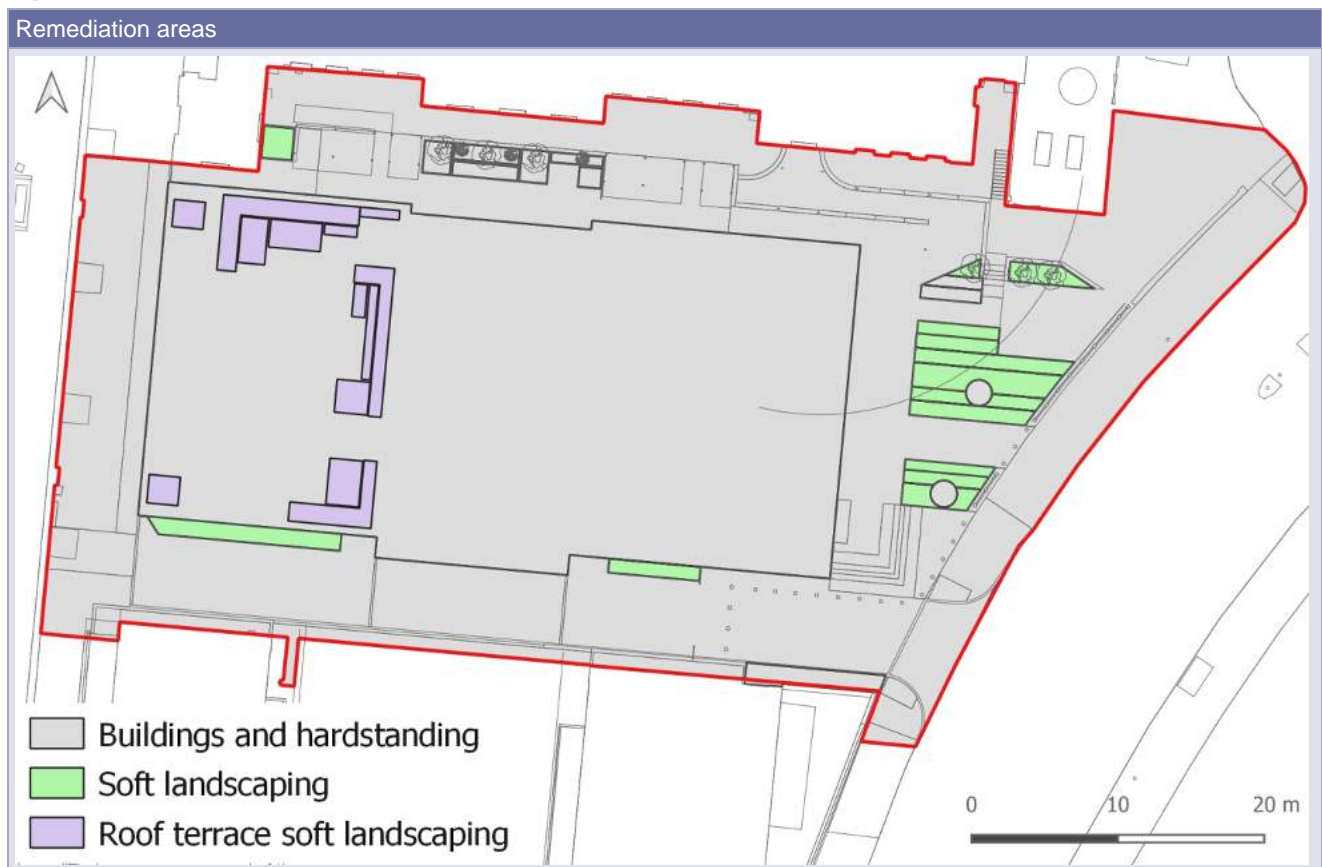 Remediation areas
Buildings and hardstanding
Soft landscaping
Roof terrace soft landscaping
0 10 20 m